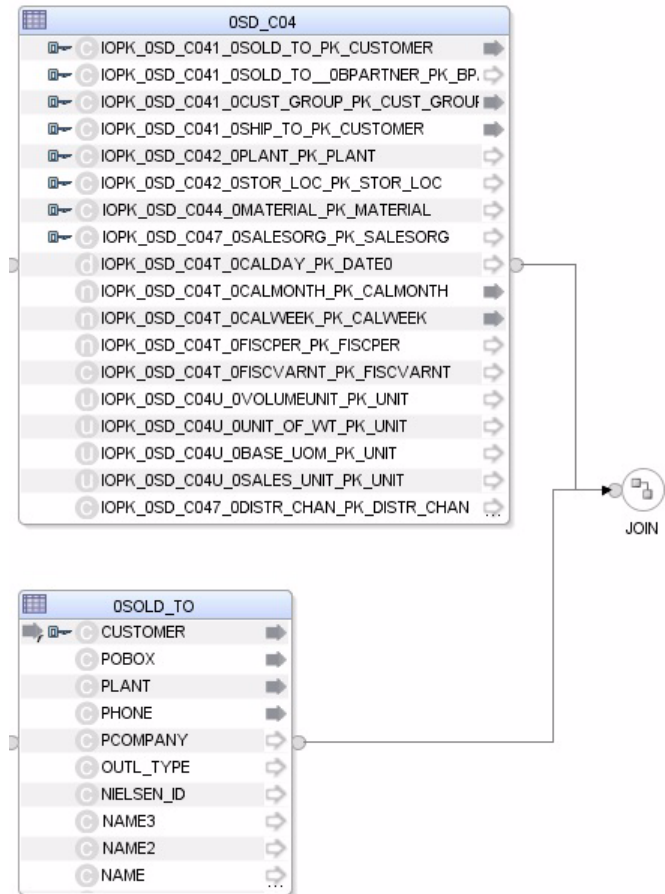 0SD_C04
C IOPK_0SD_C041_0SOLD_TO_PK_CUSTOMER
C IOPK_0SD_C041_0SOLD_TO__0BPARTNER_PK_BP.
C IOPK_0SD_C041_0CUST_GROUP_PK_CUST_GROUF
C IOPK_0SD_C041_0SHIP_TO_PK_CUSTOMER
C IOPK_0SD_C042_0PLANT_PK_PLANT
C IOPK_0SD_C042_0STOR_LOC_PK_STOR_LOC
C IOPK_0SD_C044_0MATERIAL_PK_MATERIAL
C IOPK_0SD_C047_0SALESORG_PK_SALESORG
d IOPK_0SD_C04T_0CALDAY_PK_DATE0
n IOPK_0SD_C04T_0CALMONTH_PK_CALMONTH
n IOPK_0SD_C04T_0CALWEEK_PK_CALWEEK
n IOPK_0SD_C04T_0FISCPER_PK_FISCPER
C IOPK_0SD_C04T_0FISCVARNT_PK_FISCVARNT
U IOPK_0SD_C04U_0VOLUMEUNIT_PK_UNIT
U IOPK_0SD_C04U_0UNIT_OF_WT_PK_UNIT
U IOPK_0SD_C04U_0BASE_UOM_PK_UNIT
U IOPK_0SD_C04U_0SALES_UNIT_PK_UNIT
C IOPK_0SD_C047_0DISTR_CHAN_PK_DISTR_CHAN ...
JOIN
0SOLD_TO
C CUSTOMER
C POBOX
C PLANT
C PHONE
C PCOMPANY
C OUTL_TYPE
C NIELSEN_ID
C NAME3
C NAME2
C NAME ...